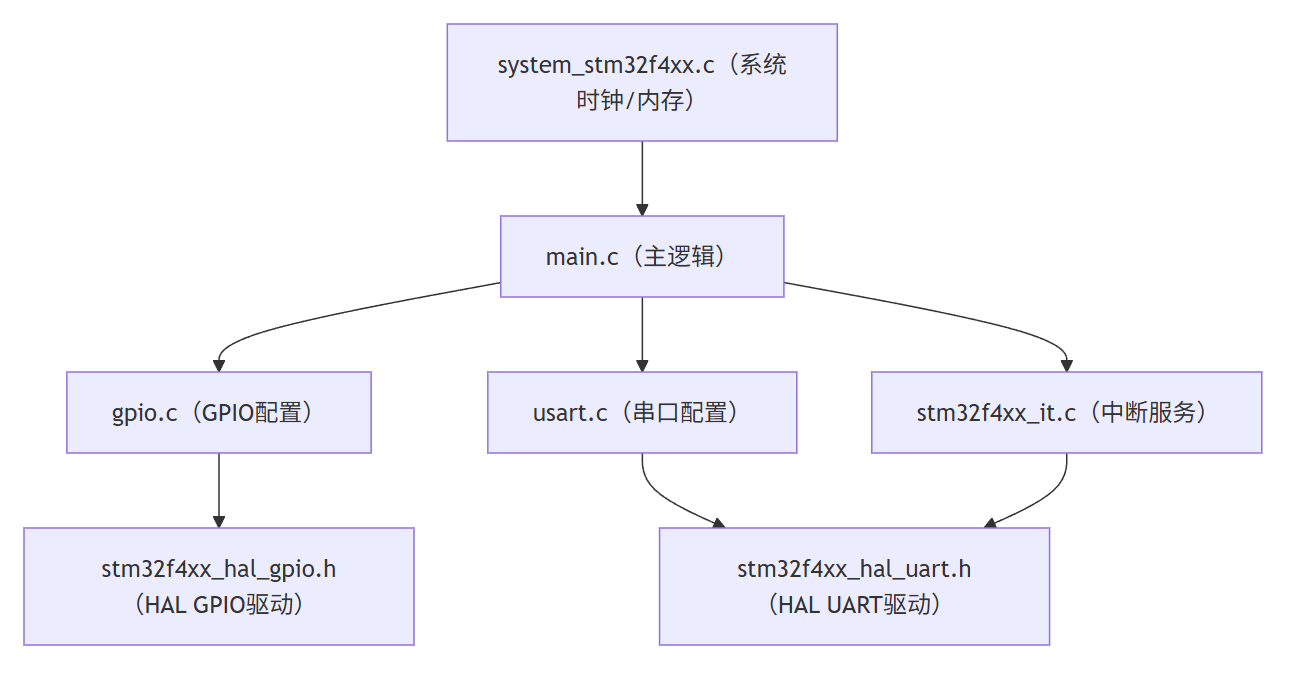 system_stm32f4xx.c（系统
时钟/内存）
main.c（主逻辑）
gpio.c（GPIO配置）
usart.c（串口配置）
stm32f4xx_it.c（中断服务）
stm32f4xx_hal_gpio.h
（HAL GPIO驱动）
stm32f4xx_hal_uart.h
（HAL UART驱动）